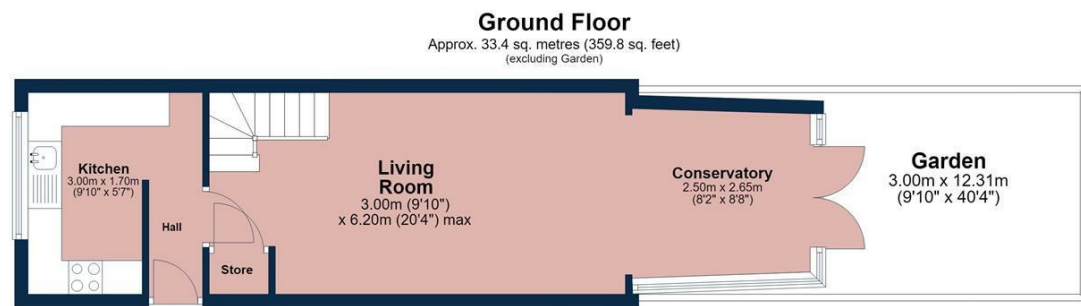 Ground Floor
Approx. 33.4 sq. metres (359.8 sq. feet)
(excluding Garden)
Kitchen
3.00m x 1.70m
(9'10" x 5'7")
Hall
Store
Living
Room
3.00m (9'10")
x 6.20m (20'4") max
Conservatory
2.50m x 2.65m
(8'2" x 8'8")
Garden
3.00m x 12.31m
(9'10" x 40'4")